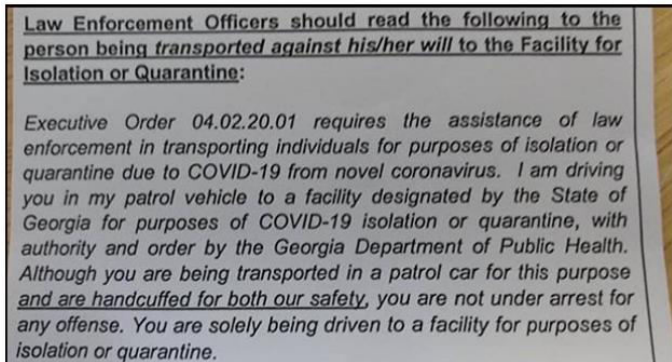 Law Enforcement Officers should read the following to the
person being transported against his/her will to the Facility for
Isolation or Quarantine:
Executive Order 04.02.20.01 requires the assistance of law
enforcement in transporting individuals for purposes of isolation or
quarantine due to COVID-19 from novel coronavirus. I am driving
you in my patrol vehicle to a facility designated by the State of
Georgia for purposes of COVID-19 isolation or quarantine, with
authority and order by the Georgia Department of Public Health.
Although you are being transported in a patrol car for this purpose
and are handcuffed for both our safety, you are not under arrest for
any offense. You are solely being driven to a facility for purposes of
isolation or quarantine.